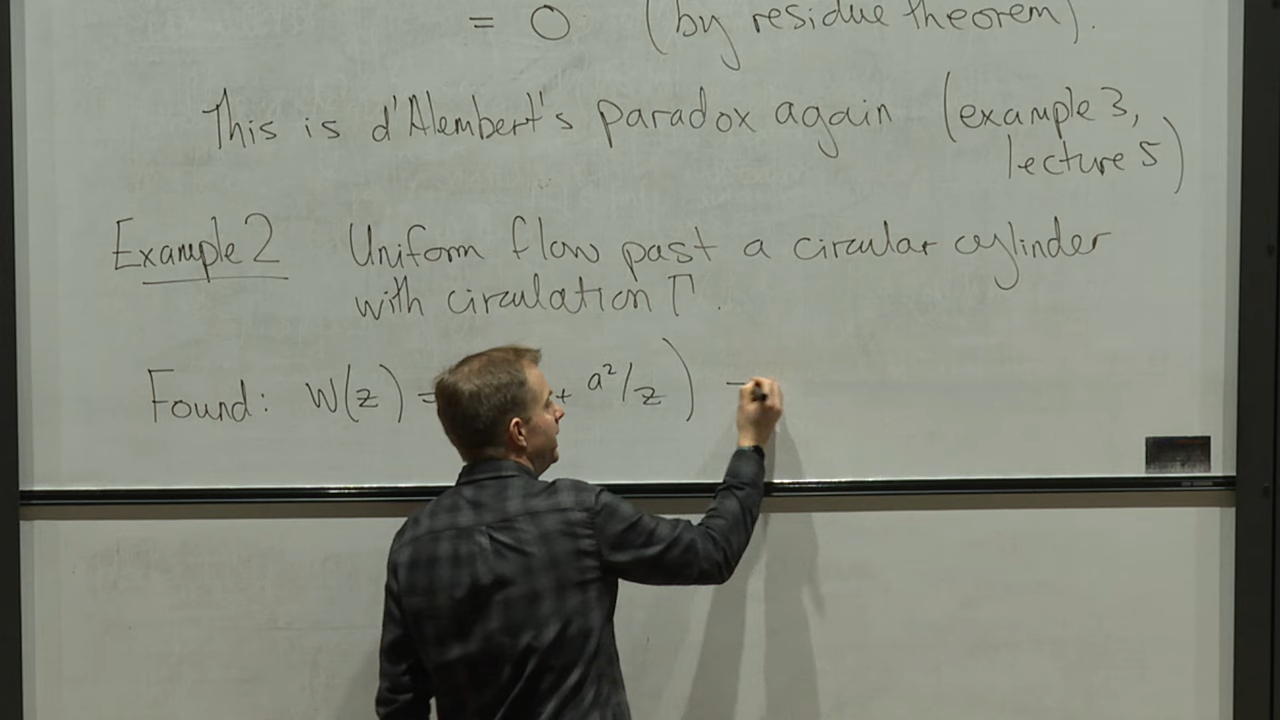 = 0 (by residue theorem).
This is d'Alembert's paradox again (example 3,
lecture 5)
Example 2 Uniform flow past a circular cylinder
with circulation Γ.
Found: W(z) = + a²/z) -